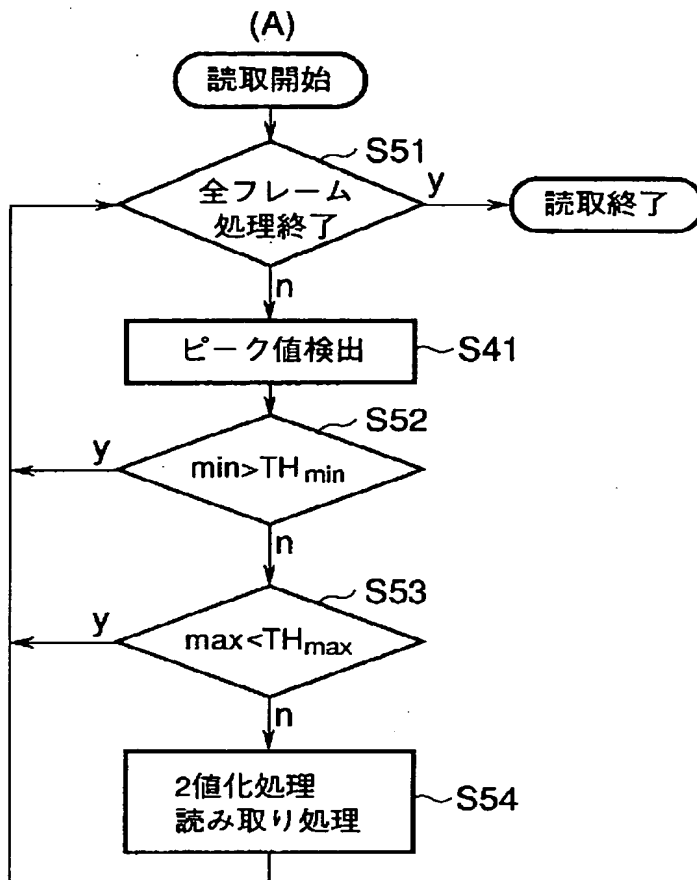 (A)
読取開始
S51
全フレーム
処理終了
y
読取終了
n
ピーク値検出
S41
S52
y
min>THmin
n
S53
y
max<THmax
n
2値化処理
読み取り処理
S54